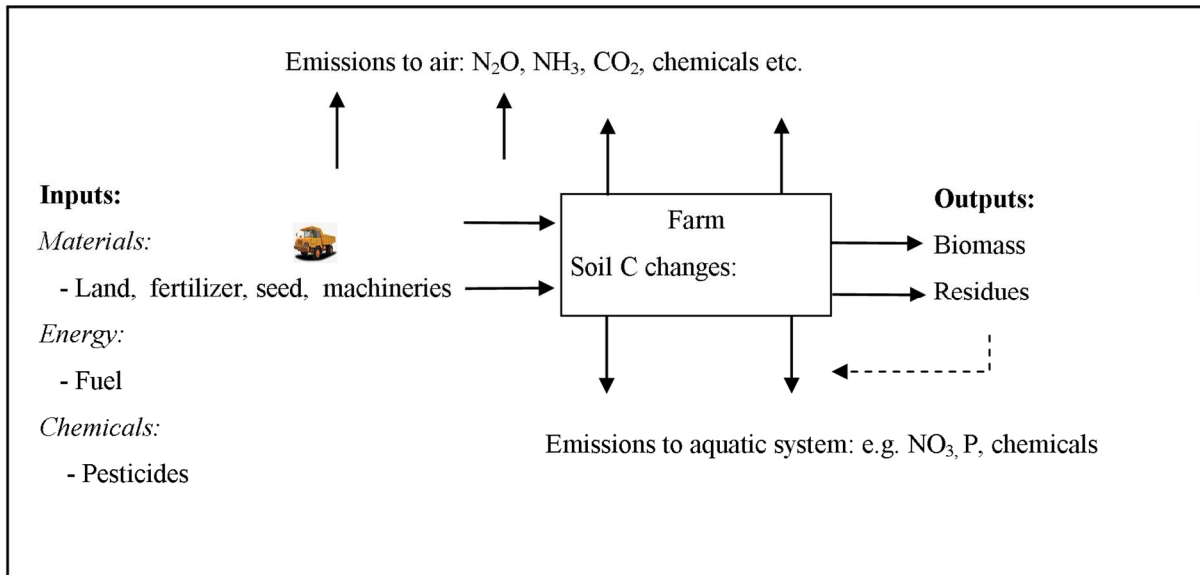 Emissions to air: N₂O, NH₃, CO₂, chemicals etc.
Inputs:
Materials:
- Land, fertilizer, seed, machineries
Energy:
- Fuel
Chemicals:
- Pesticides
Farm
Soil C changes:
Outputs:
Biomass
Residues
Emissions to aquatic system: e.g. NO₃, P, chemicals